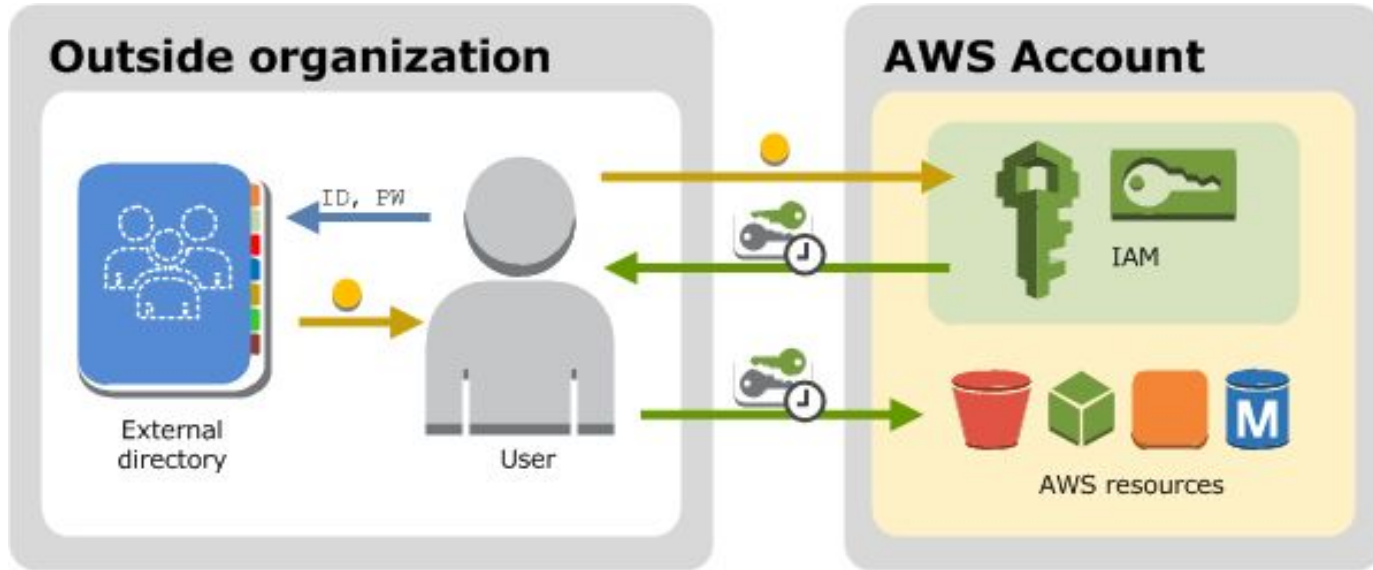 Outside organization
AWS Account
ID, PW
IAM
External
directory
User
M
AWS resources